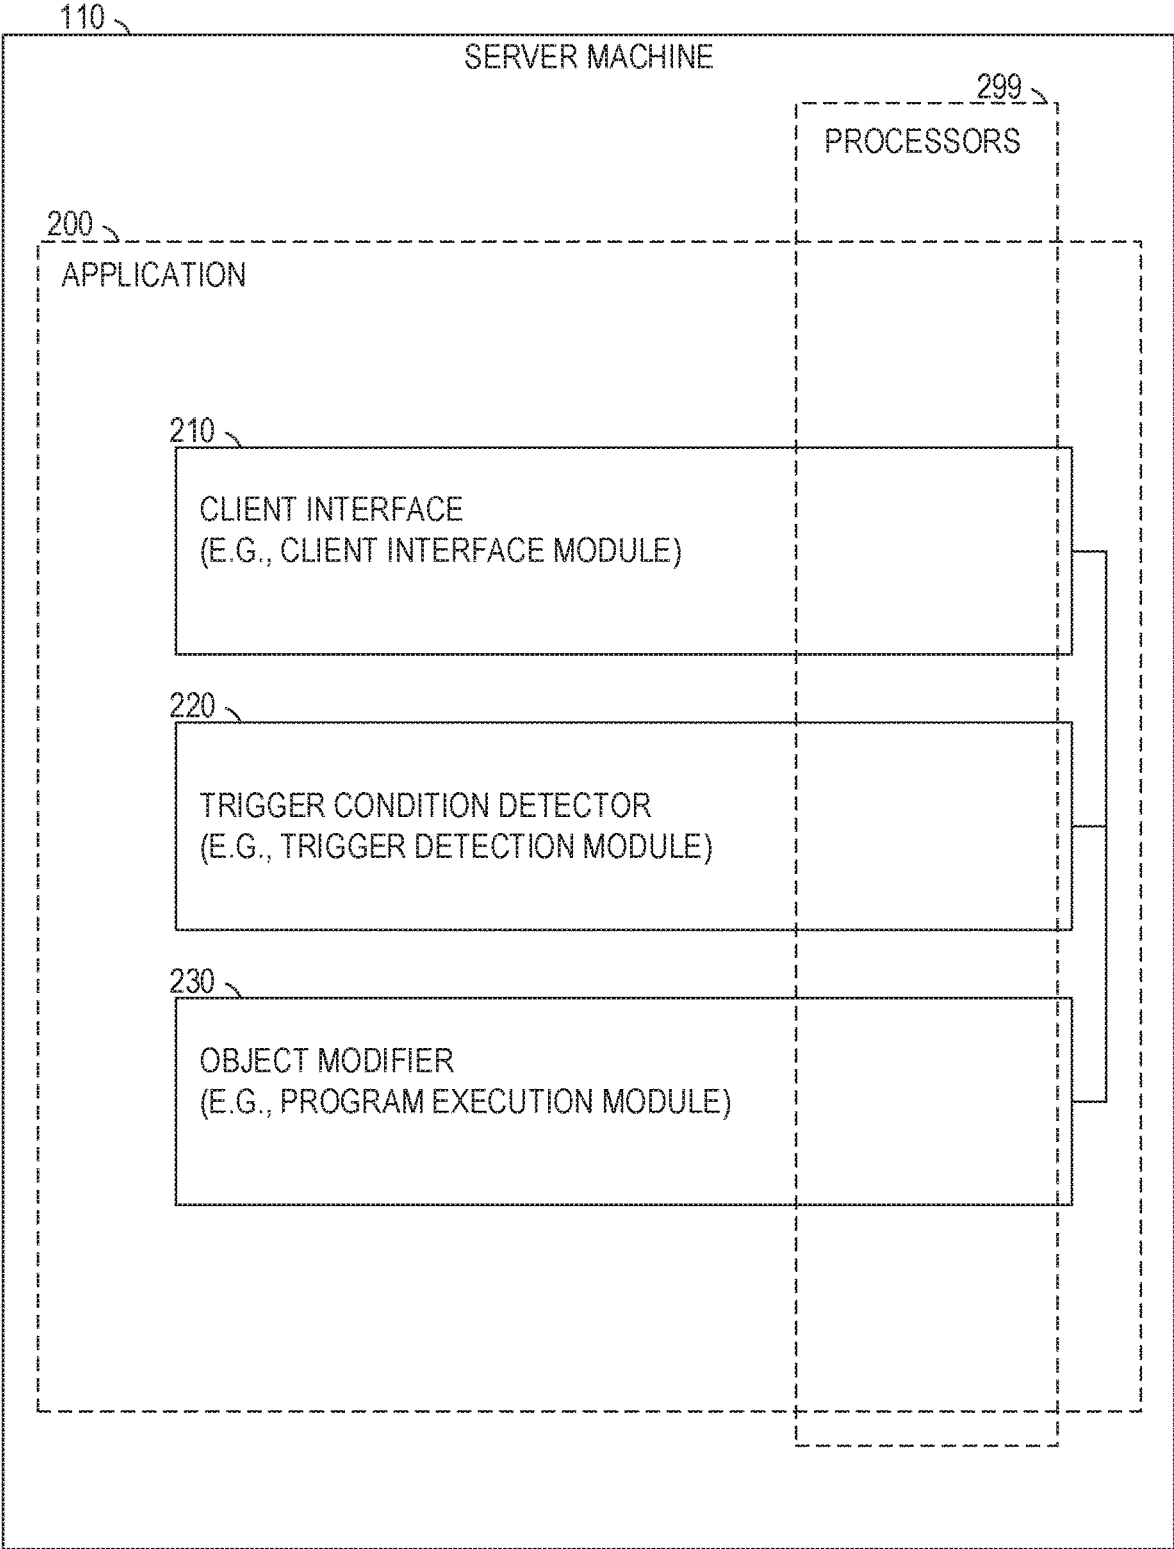 110
SERVER MACHINE
299
PROCESSORS
200
APPLICATION
210
CLIENT INTERFACE
(E.G., CLIENT INTERFACE MODULE)
220
TRIGGER CONDITION DETECTOR
(E.G., TRIGGER DETECTION MODULE)
230
OBJECT MODIFIER
(E.G., PROGRAM EXECUTION MODULE)